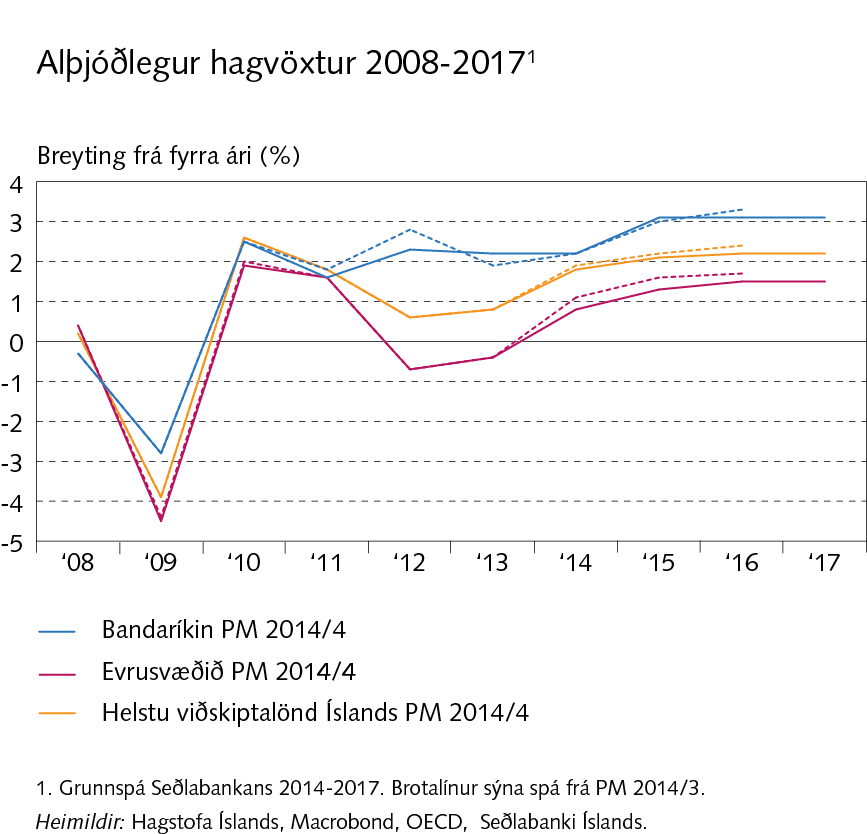 Alþjóðlegur hagvöxtur 2008-2017¹
Breyting frá fyrra ári (%)
4
3
2
1
0
-1
-2
-3
-4
-5
‘08 ‘09 ‘10 ‘11 ‘12 ‘13 ‘14 ‘15 ‘16 ‘17
Bandaríkin PM 2014/4
Evrusvæðið PM 2014/4
Helstu viðskiptalönd Íslands PM 2014/4
1. Grunnspá Seðlabankans 2014-2017. Brotalínur sýna spá frá PM 2014/3.
Heimildir: Hagstofa Íslands, Macrobond, OECD, Seðlabanki Íslands.